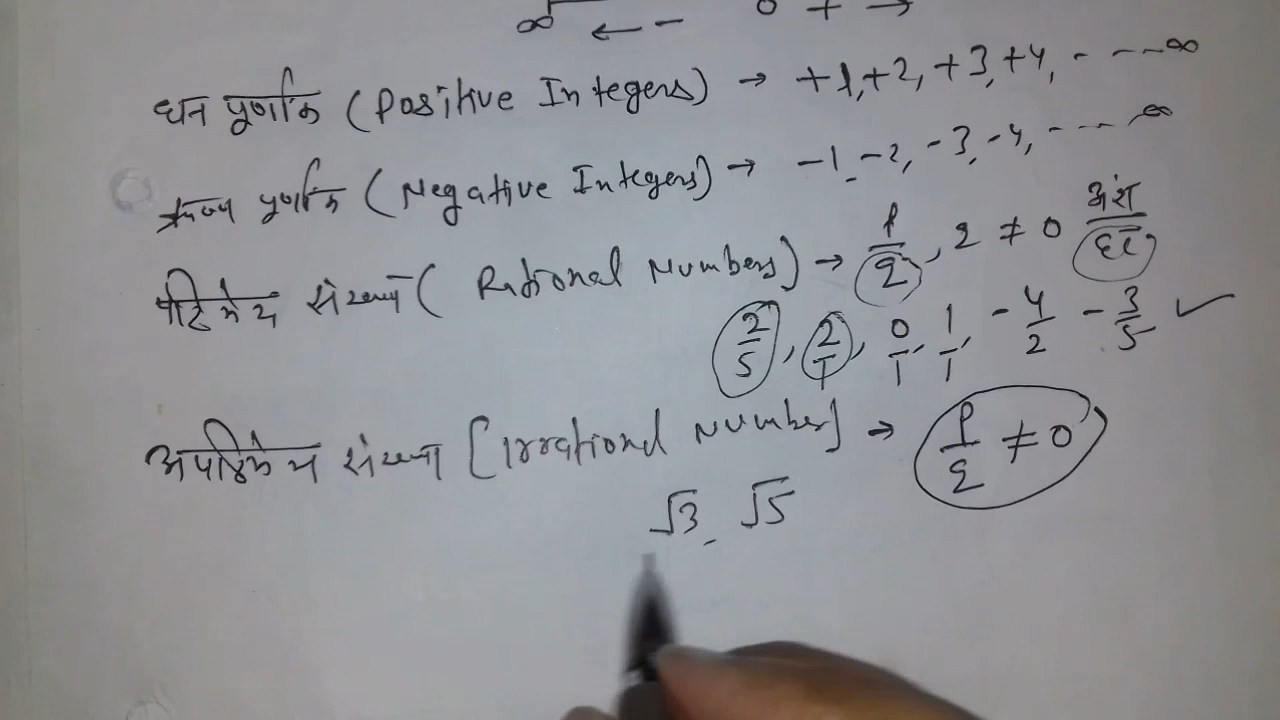 ∞ ← − 0 + →
धन पूर्णांक (Positive Integers) → +1, +2, +3, +4, - - - - ∞
ऋण पूर्णांक (Negative Integers) → -1, -2, -3, -4, - - - - ∞
परिमेय संख्या (Rational Numbers) → p/q, q ≠ 0 अंश/हर
2/5, 2/1, 0/1, 1/1, -4/2 -3/5 ✓
अपरिमेय संख्या [Irrational Number] → p/q ≠ 0
√3, √5